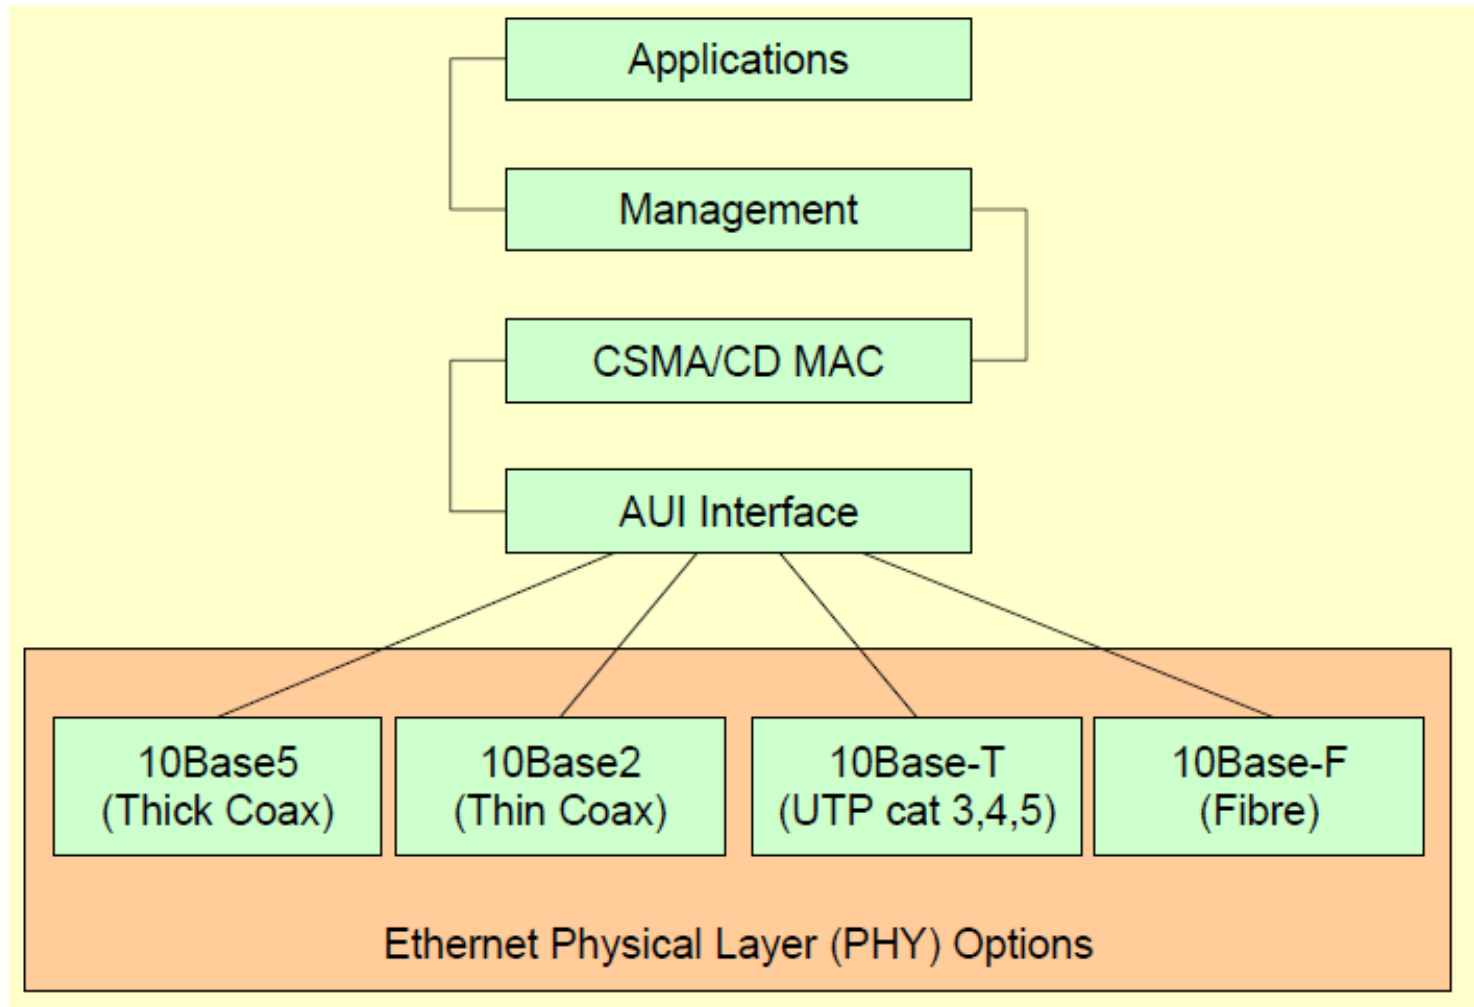 Applications
Management
CSMA/CD MAC
AUI Interface
10Base5
(Thick Coax)
10Base2
(Thin Coax)
10Base-T
(UTP cat 3,4,5)
10Base-F
(Fibre)
Ethernet Physical Layer (PHY) Options